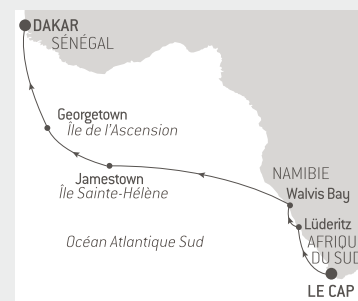 DAKAR
SÉNÉGAL
Georgetown
Île de l'Ascension
Jamestown
Île Sainte-Hélène
NAMIBIE
Walvis Bay
Lüderitz
Océan Atlantique Sud
AFRIQU
DU SUD
LE CAP